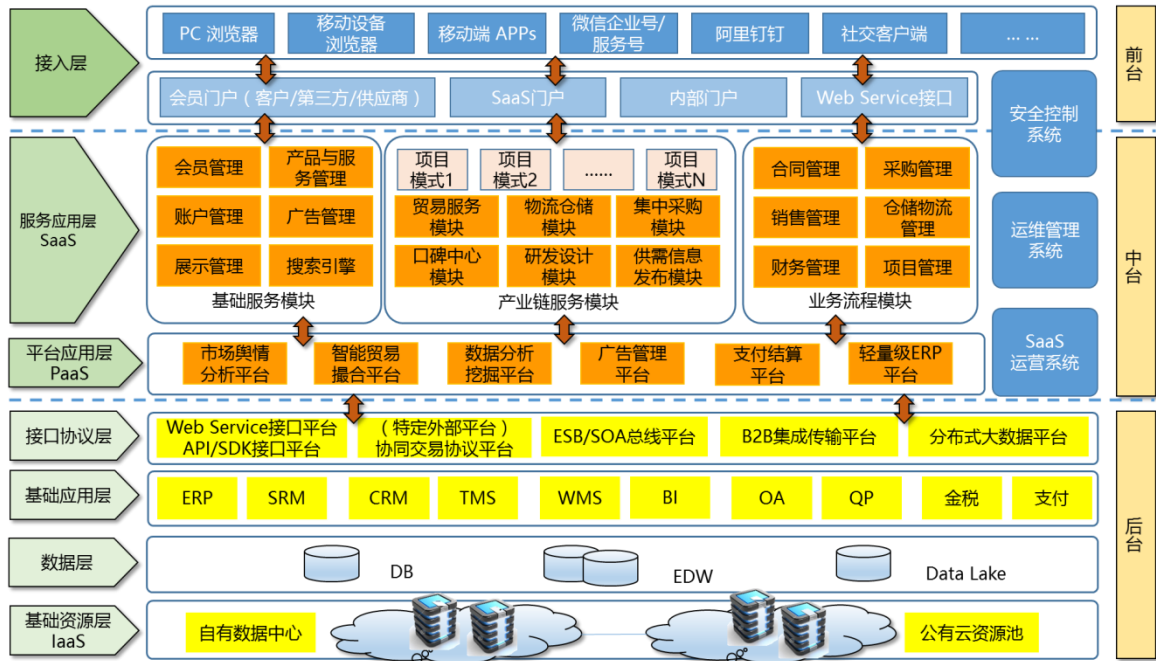 接入层
PC 浏览器
移动设备
浏览器
移动端 APPs
微信企业号/
服务号
阿里钉钉
社交客户端
… …
前台
会员门户（客户/第三方/供应商）
SaaS门户
内部门户
Web Service接口
安全控制
系统
服务应用层
SaaS
会员管理
产品与服
务管理
账户管理
广告管理
展示管理
搜索引擎
基础服务模块
项目
模式1
项目
模式2
......
项目
模式N
贸易服务
模块
物流仓储
模块
集中采购
模块
口碑中心
模块
研发设计
模块
供需信息
发布模块
产业链服务模块
合同管理
采购管理
销售管理
仓储物流
管理
财务管理
项目管理
业务流程模块
运维管理
系统
中台
平台应用层
PaaS
市场舆情
分析平台
智能贸易
撮合平台
数据分析
挖掘平台
广告管理
平台
支付结算
平台
轻量级ERP
平台
SaaS
运营系统
接口协议层
Web Service接口平台
API/SDK接口平台
（特定外部平台）
协同交易协议平台
ESB/SOA总线平台
B2B集成传输平台
分布式大数据平台
基础应用层
ERP
SRM
CRM
TMS
WMS
BI
OA
QP
金税
支付
后台
数据层
DB
EDW
Data Lake
基础资源层
IaaS
自有数据中心
公有云资源池